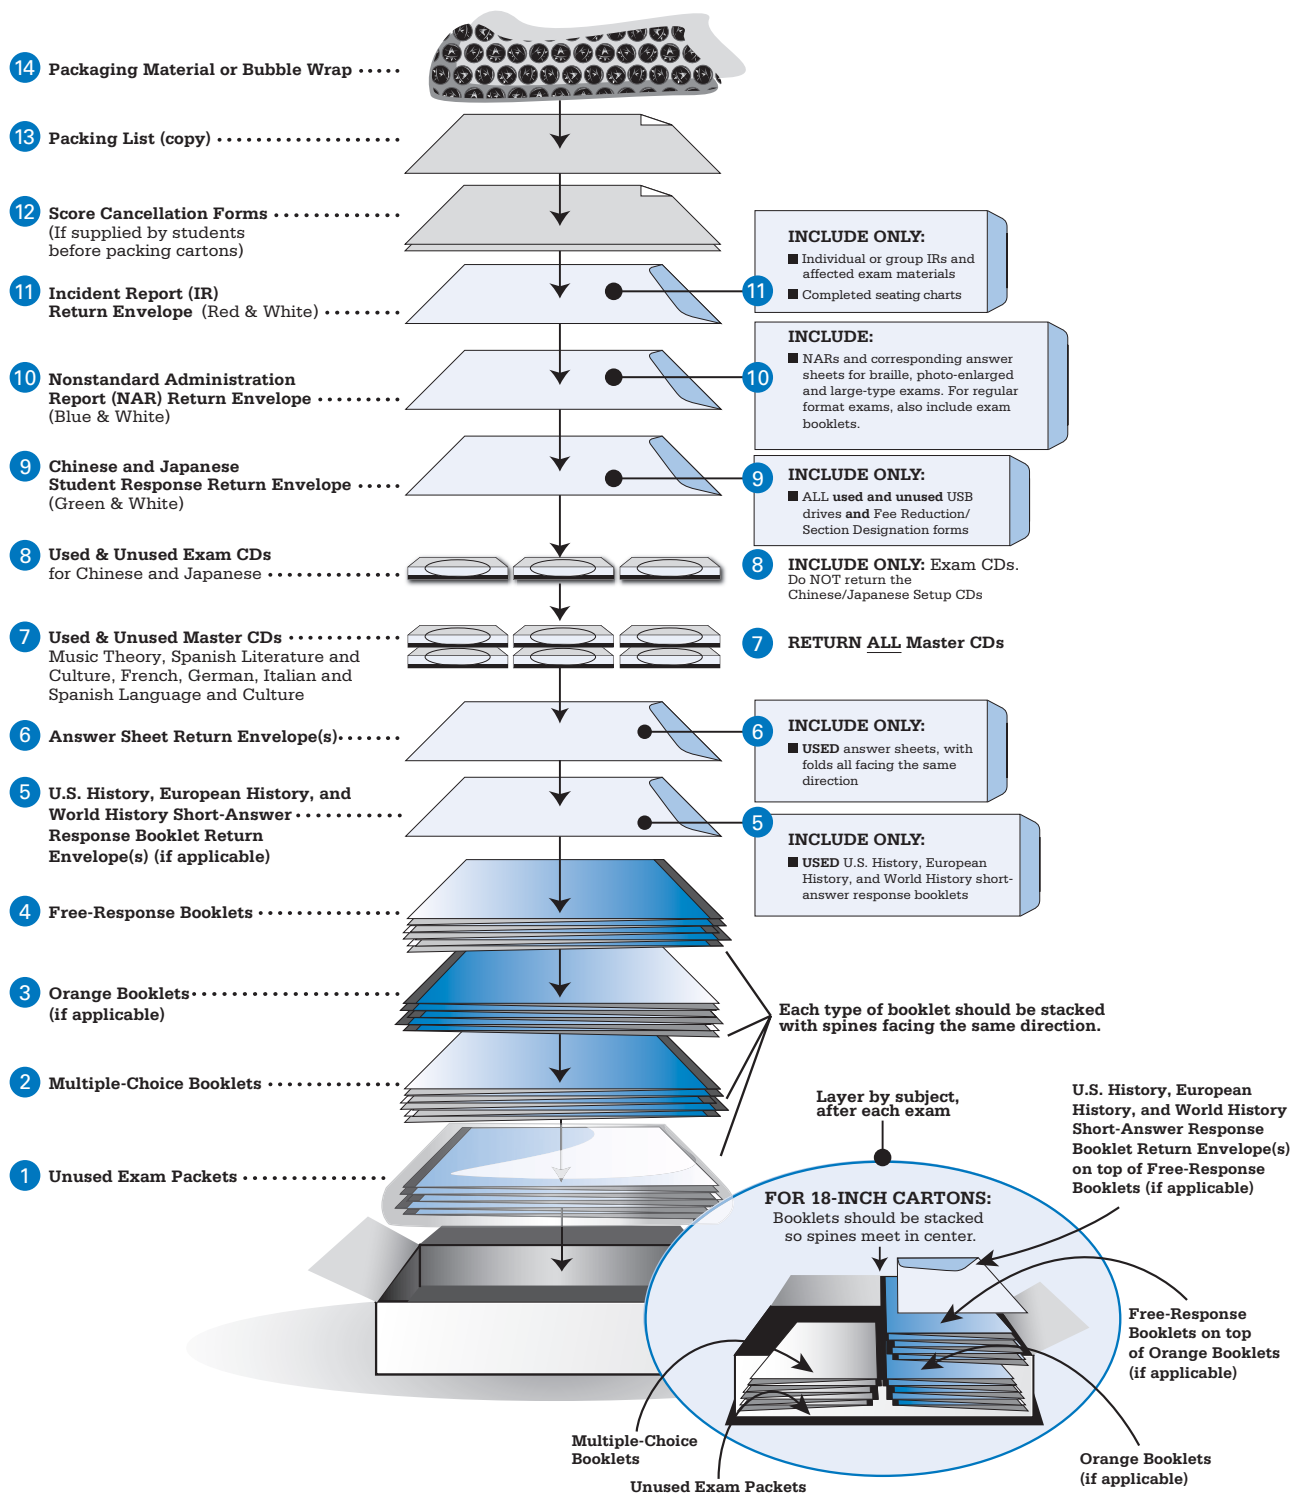 14 Packaging Material or Bubble Wrap
13 Packing List (copy)
12 Score Cancellation Forms
(If supplied by students
before packing cartons)
11 Incident Report (IR)
Return Envelope (Red & White)
10 Nonstandard Administration
Report (NAR) Return Envelope
(Blue & White)
9 Chinese and Japanese
Student Response Return Envelope
(Green & White)
8 Used & Unused Exam CDs
for Chinese and Japanese
7 Used & Unused Master CDs
Music Theory, Spanish Literature and
Culture, French, German, Italian and
Spanish Language and Culture
6 Answer Sheet Return Envelope(s)
5 U.S. History, European History, and
World History Short-Answer
Response Booklet Return
Envelope(s) (if applicable)
4 Free-Response Booklets
3 Orange Booklets
(if applicable)
2 Multiple-Choice Booklets
1 Unused Exam Packets
11 INCLUDE ONLY:
■ Individual or group IRs and
affected exam materials
■ Completed seating charts
10 INCLUDE:
■ NARs and corresponding answer
sheets for braille, photo-enlarged
and large-type exams. For regular
format exams, also include exam
booklets.
9 INCLUDE ONLY:
■ ALL used and unused USB
drives and Fee Reduction/
Section Designation forms
8 INCLUDE ONLY: Exam CDs.
Do NOT return the
Chinese/Japanese Setup CDs
7 RETURN ALL Master CDs
6 INCLUDE ONLY:
■ USED answer sheets, with
folds all facing the same
direction
5 INCLUDE ONLY:
■ USED U.S. History, European
History, and World History short-
answer response booklets
Each type of booklet should be stacked
with spines facing the same direction.
Layer by subject,
after each exam
U.S. History, European
History, and World History
Short-Answer Response
Booklet Return Envelope(s)
on top of Free-Response
Booklets (if applicable)
FOR 18-INCH CARTONS:
Booklets should be stacked
so spines meet in center.
Free-Response
Booklets on top
of Orange Booklets
(if applicable)
Multiple-Choice
Booklets
Unused Exam Packets
Orange Booklets
(if applicable)